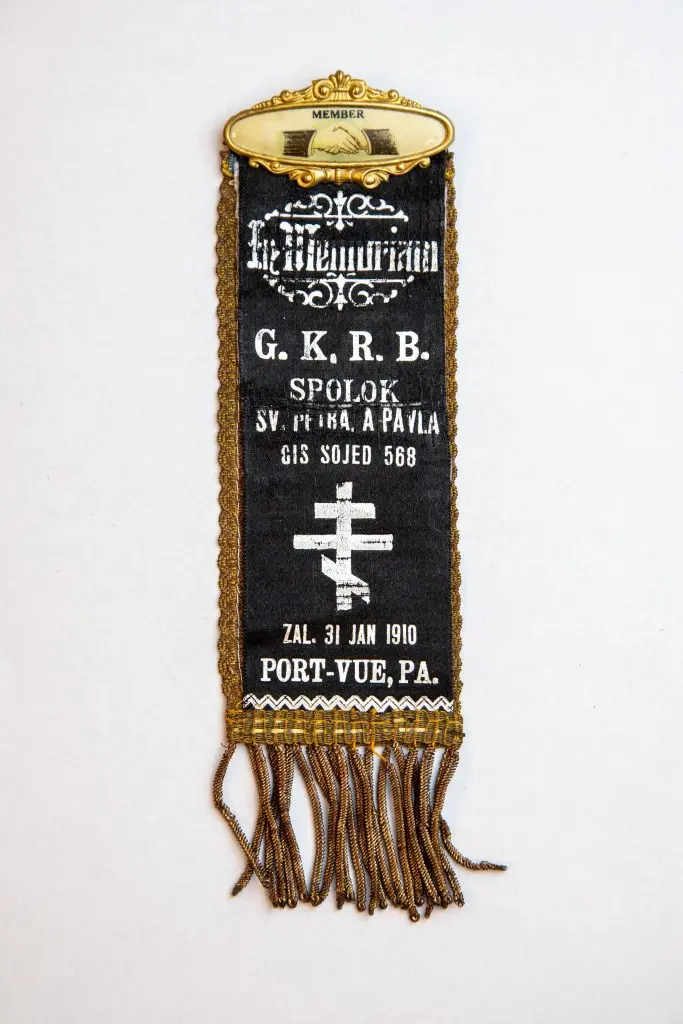 MEMBER
In Memoriam
G. K. R. B.
SPOLOK
SV. PETRA, A PAVLA
CIS SOJED 568
ZAL. 31 JAN 1910
PORT-VUE, PA.